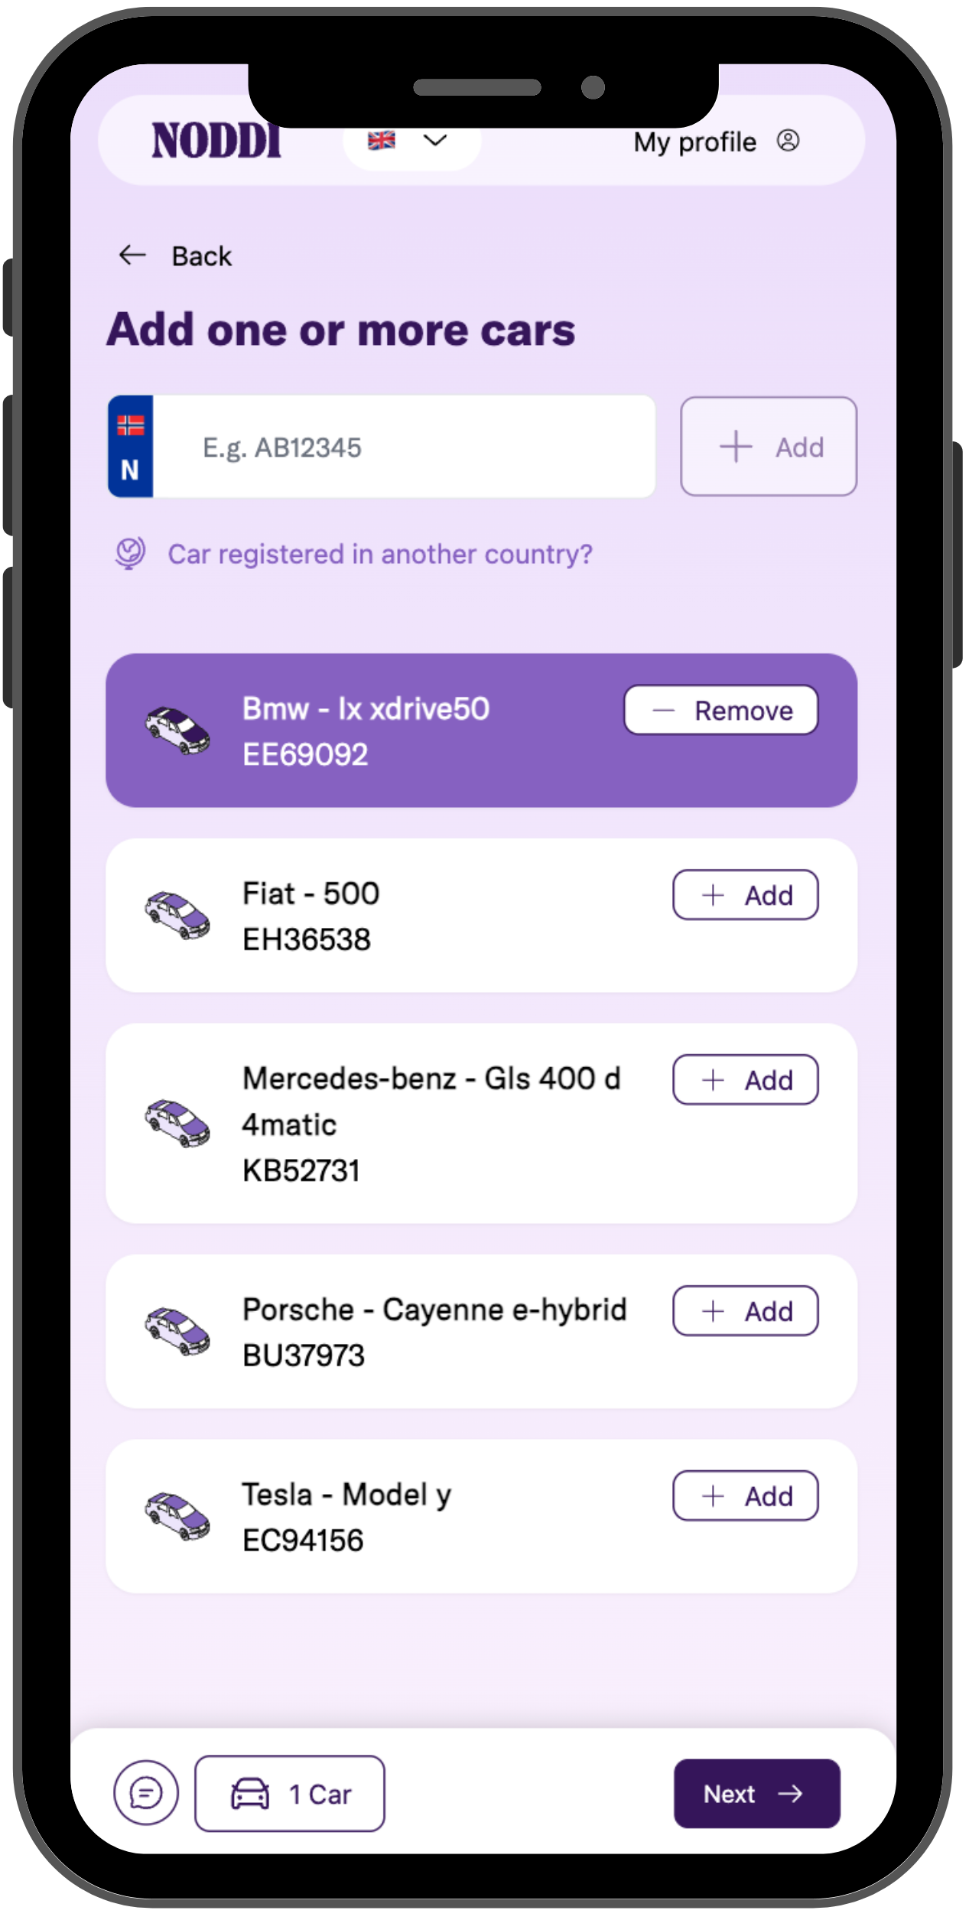 NODDI
My profile
Back
Add one or more cars
N
E.g. AB12345
+ Add
Car registered in another country?
Bmw - Ix xdrive50
− Remove
EE69092
Fiat - 500
+ Add
EH36538
Mercedes-benz - Gls 400 d
+ Add
4matic
KB52731
Porsche - Cayenne e-hybrid
+ Add
BU37973
Tesla - Model y
+ Add
EC94156
1 Car
Next →